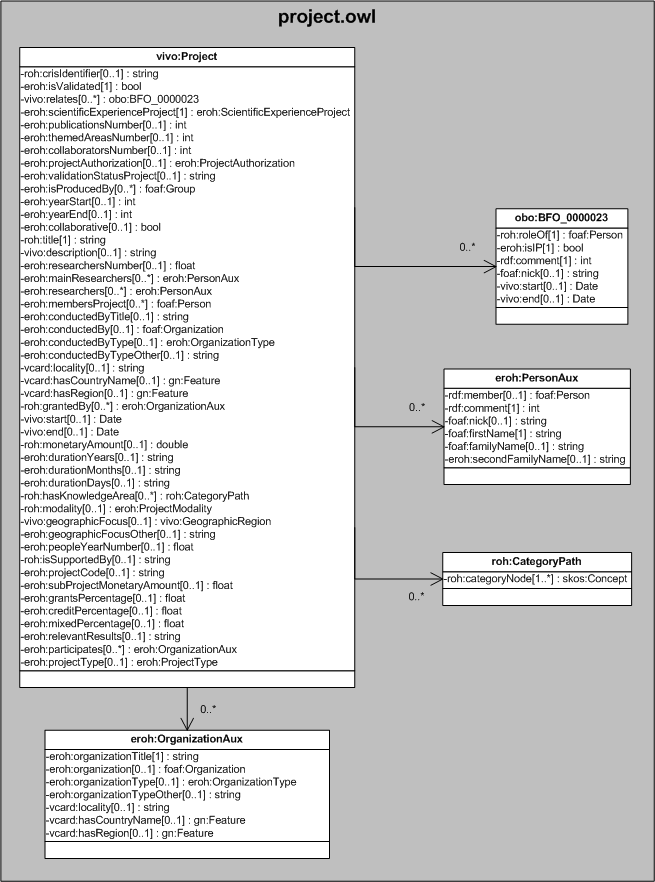 project.owl
vivo:Project
-roh:crisIdentifier[0..1] : string
-eroh:isValidated[1] : bool
-vivo:relates[0..*] : obo:BFO_0000023
-eroh:scientificExperienceProject[1] : eroh:ScientificExperienceProject
-eroh:publicationsNumber[0..1] : int
-eroh:themedAreasNumber[0..1] : int
-eroh:collaboratorsNumber[0..1] : int
-eroh:projectAuthorization[0..1] : eroh:ProjectAuthorization
-eroh:validationStatusProject[0..1] : string
-eroh:isProducedBy[0..*] : foaf:Group
-eroh:yearStart[0..1] : int
-eroh:yearEnd[0..1] : int
-eroh:collaborative[0..1] : bool
-roh:title[1] : string
-vivo:description[0..1] : string
-eroh:researchersNumber[0..1] : float
-eroh:mainResearchers[0..*] : eroh:PersonAux
-eroh:researchers[0..*] : eroh:PersonAux
-eroh:membersProject[0..*] : foaf:Person
-eroh:conductedByTitle[0..1] : string
-eroh:conductedBy[0..1] : foaf:Organization
-eroh:conductedByType[0..1] : eroh:OrganizationType
-eroh:conductedByTypeOther[0..1] : string
-vcard:locality[0..1] : string
-vcard:hasCountryName[0..1] : gn:Feature
-vcard:hasRegion[0..1] : gn:Feature
-roh:grantedBy[0..*] : eroh:OrganizationAux
-vivo:start[0..1] : Date
-vivo:end[0..1] : Date
-roh:monetaryAmount[0..1] : double
-eroh:durationYears[0..1] : string
-eroh:durationMonths[0..1] : string
-eroh:durationDays[0..1] : string
-roh:hasKnowledgeArea[0..*] : roh:CategoryPath
-roh:modality[0..1] : eroh:ProjectModality
-vivo:geographicFocus[0..1] : vivo:GeographicRegion
-eroh:geographicFocusOther[0..1] : string
-eroh:peopleYearNumber[0..1] : float
-roh:isSupportedBy[0..1] : string
-eroh:projectCode[0..1] : string
-eroh:subProjectMonetaryAmount[0..1] : float
-eroh:grantsPercentage[0..1] : float
-eroh:creditPercentage[0..1] : float
-eroh:mixedPercentage[0..1] : float
-eroh:relevantResults[0..1] : string
-eroh:participates[0..*] : eroh:OrganizationAux
-eroh:projectType[0..1] : eroh:ProjectType
0..*
obo:BFO_0000023
-roh:roleOf[1] : foaf:Person
-eroh:isIP[1] : bool
-rdf:comment[1] : int
-foaf:nick[0..1] : string
-vivo:start[0..1] : Date
-vivo:end[0..1] : Date
0..*
eroh:PersonAux
-rdf:member[0..1] : foaf:Person
-rdf:comment[1] : int
-foaf:nick[0..1] : string
-foaf:firstName[1] : string
-foaf:familyName[0..1] : string
-eroh:secondFamilyName[0..1] : string
0..*
roh:CategoryPath
-roh:categoryNode[1..*] : skos:Concept
0..*
eroh:OrganizationAux
-eroh:organizationTitle[1] : string
-eroh:organization[0..1] : foaf:Organization
-eroh:organizationType[0..1] : eroh:OrganizationType
-eroh:organizationTypeOther[0..1] : string
-vcard:locality[0..1] : string
-vcard:hasCountryName[0..1] : gn:Feature
-vcard:hasRegion[0..1] : gn:Feature